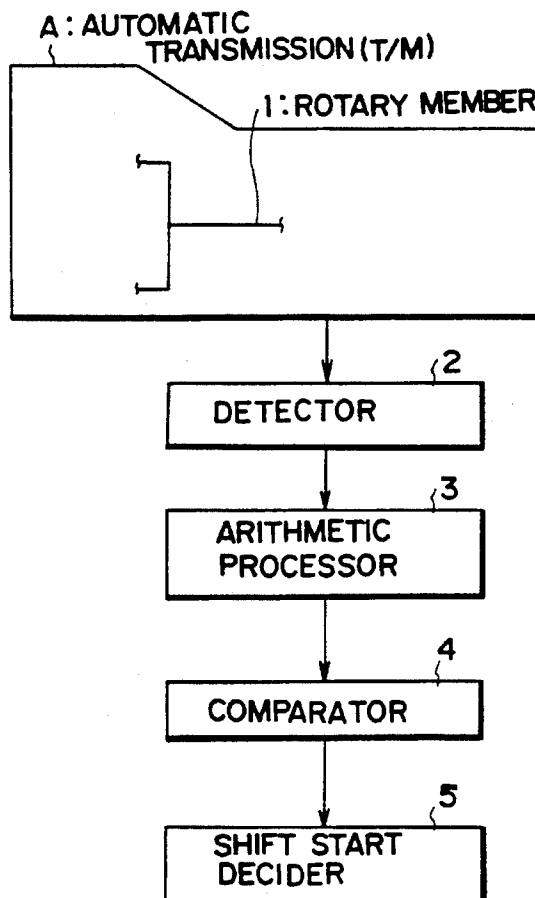 A: AUTOMATIC
TRANSMISSION (T/M)
1: ROTARY MEMBER
2
DETECTOR
3
ARITHMETIC
PROCESSOR
4
COMPARATOR
5
SHIFT START
DECIDER